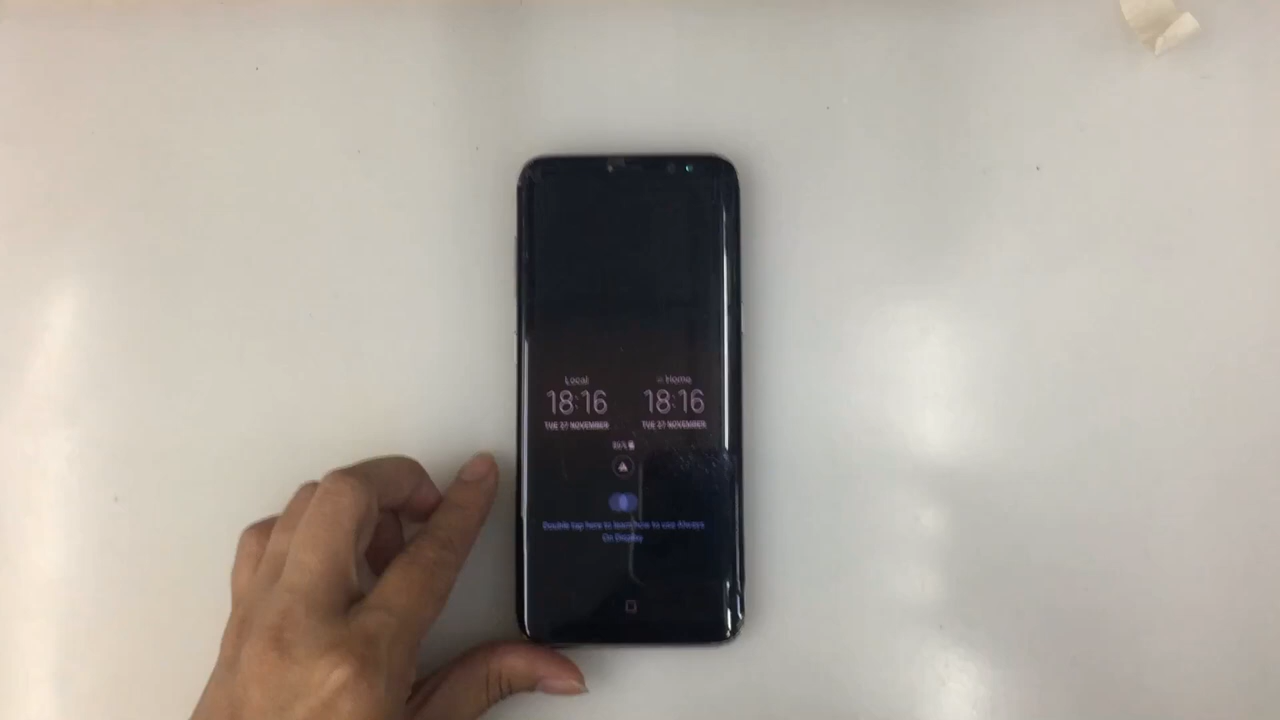 Local
Home
18:16
18:16
TUE 27 NOVEMBER
TUE 27 NOVEMBER
Double tap here to learn how to use Always
On Display